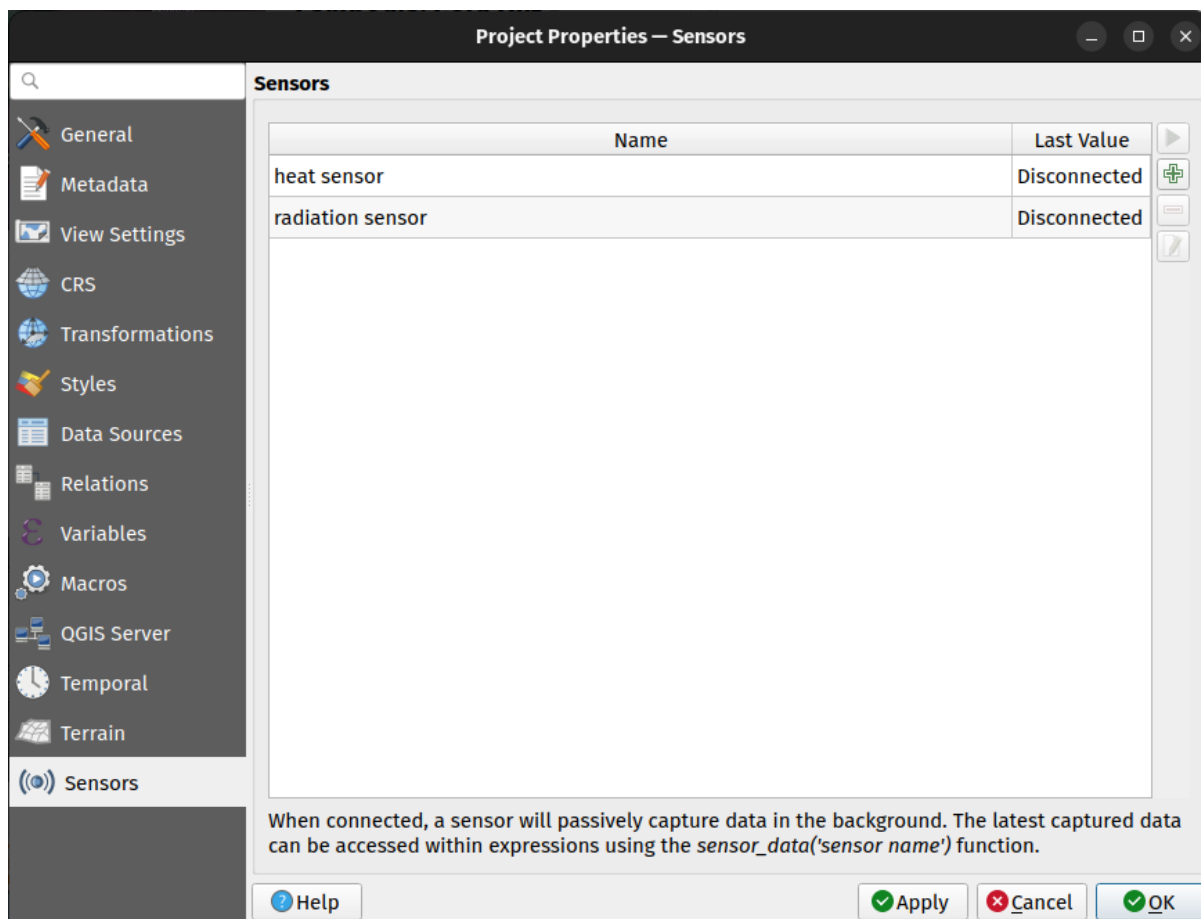 Project Properties — Sensors
Sensors
General
Metadata
View Settings
CRS
Transformations
Styles
Data Sources
Relations
Variables
Macros
QGIS Server
Temporal
Terrain
Sensors
Name Last Value
heat sensor Disconnected
radiation sensor Disconnected
When connected, a sensor will passively capture data in the background. The latest captured data
can be accessed within expressions using the sensor_data('sensor name') function.
Help Apply Cancel OK